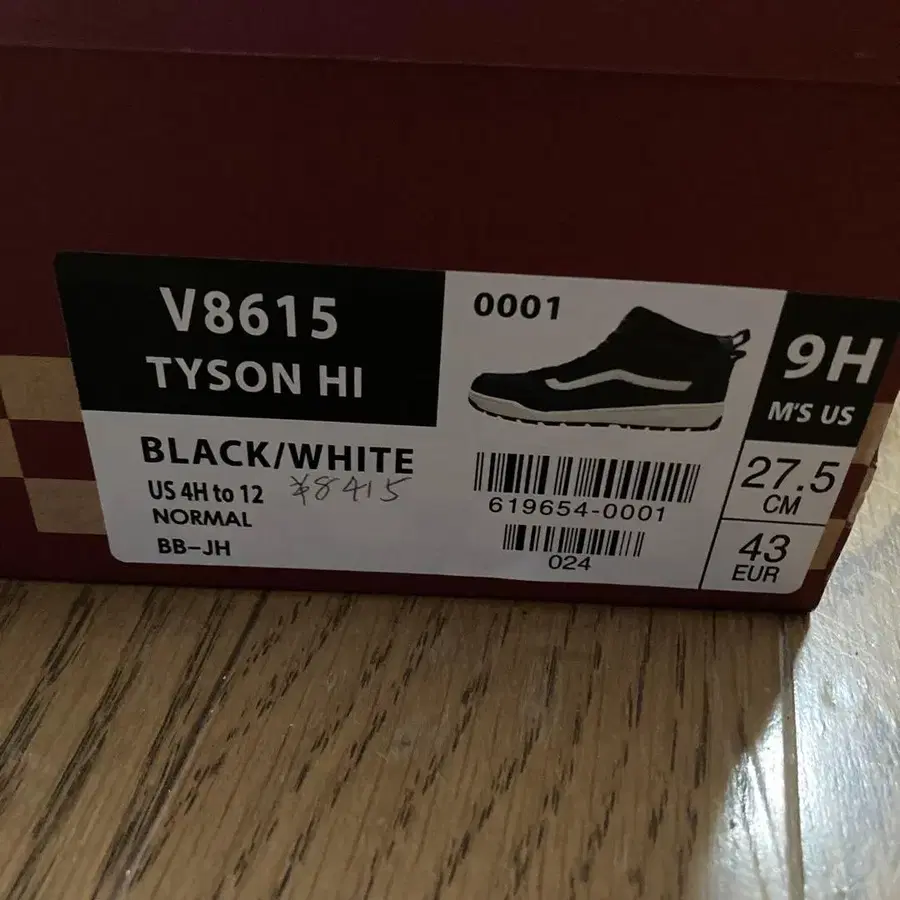 V8615
TYSON HI
BLACK/WHITE
US 4H to 12 ¥8415
NORMAL
BB-JH
0001
619654-0001
024
9H
M'S US
27.5
CM
43
EUR